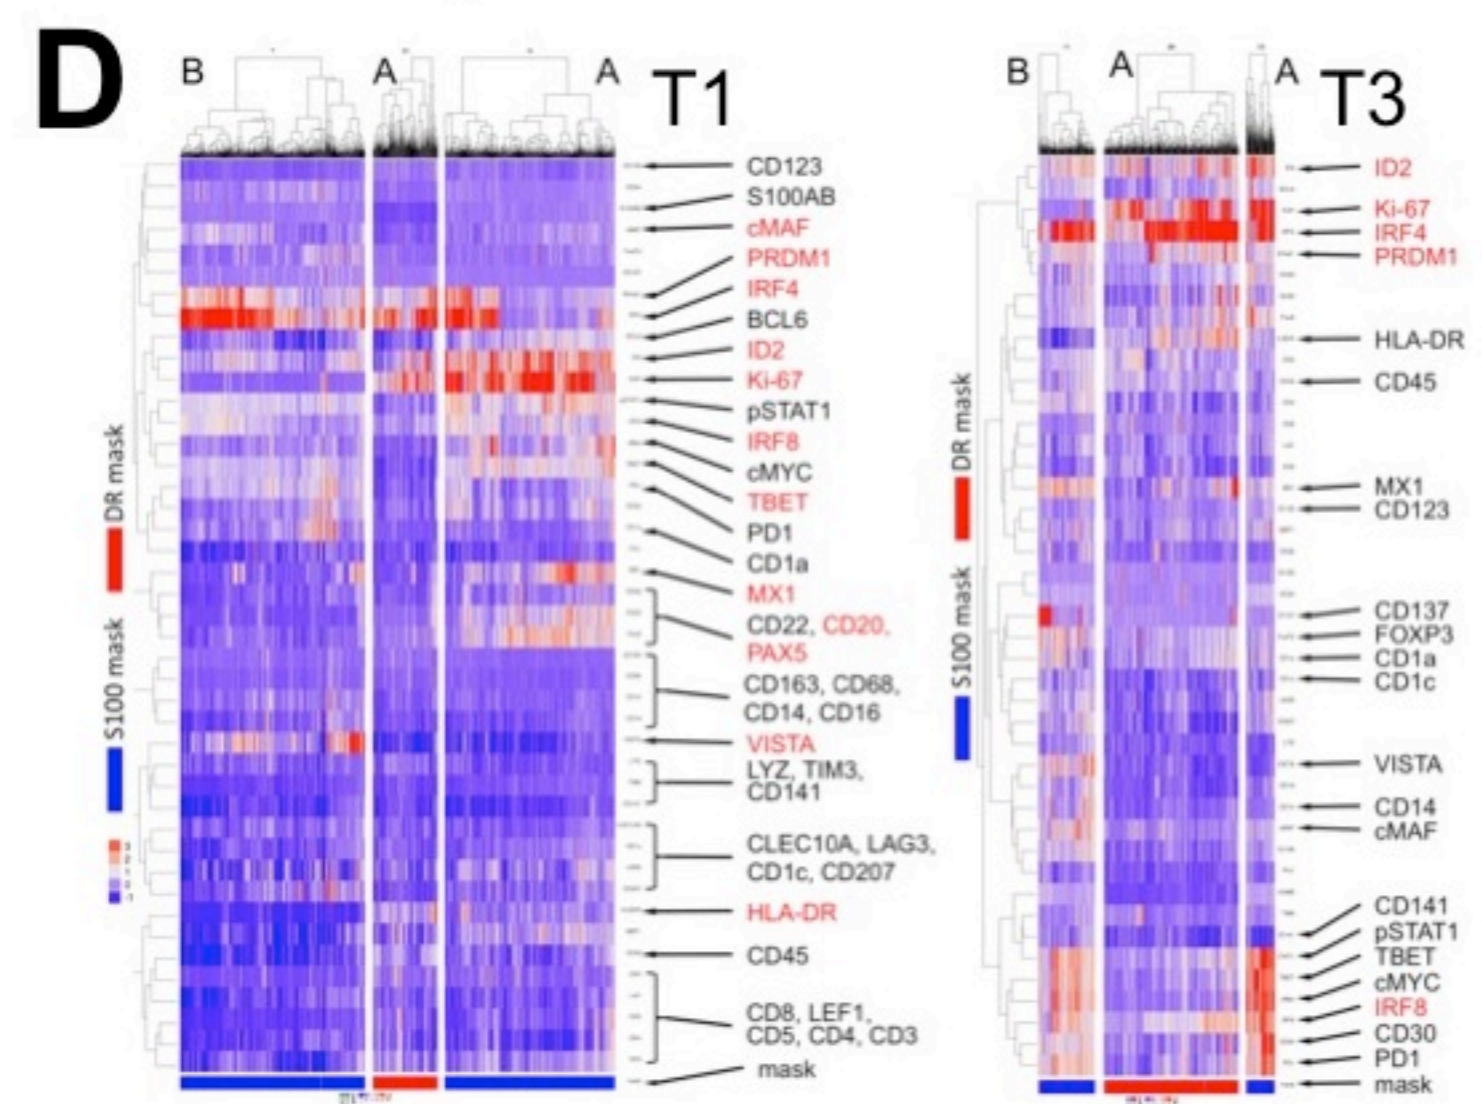 D
B
A
A
T1
CD123
S100AB
cMAF
PRDM1
IRF4
BCL6
ID2
Ki-67
pSTAT1
IRF8
cMYC
TBET
PD1
CD1a
MX1
CD22, CD20,
PAX5
CD163, CD68,
CD14, CD16
VISTA
LYZ, TIM3,
CD141
CLEC10A, LAG3,
CD1c, CD207
HLA-DR
CD45
CD8, LEF1,
CD5, CD4, CD3
mask
DR mask
S100 mask
B
A
A
T3
ID2
Ki-67
IRF4
PRDM1
HLA-DR
CD45
MX1
CD123
CD137
FOXP3
CD1a
CD1c
VISTA
CD14
cMAF
CD141
pSTAT1
TBET
cMYC
IRF8
CD30
PD1
mask
DR mask
S100 mask